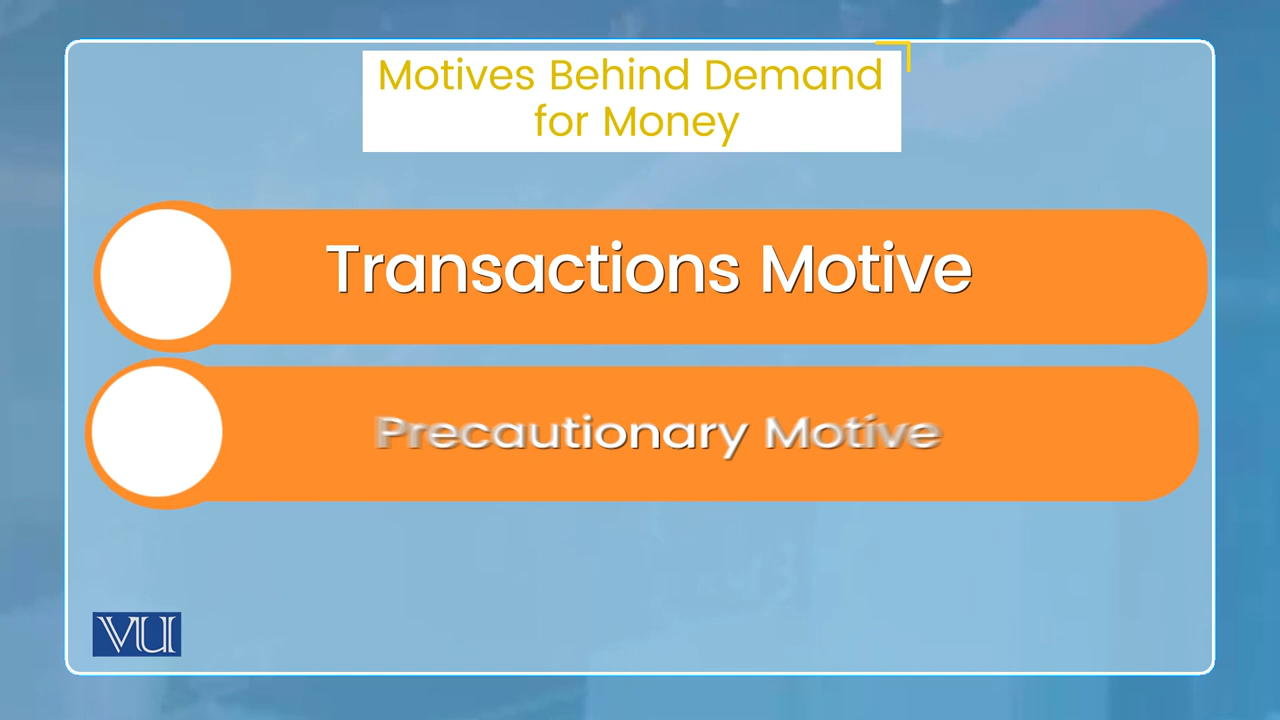 Motives Behind Demand
for Money
Transactions Motive
Precautionary Motive
VU